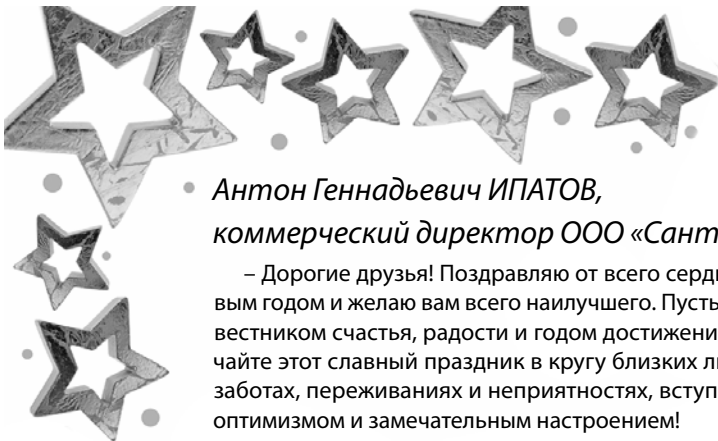 Антон Геннадьевич ИПАТОВ,
коммерческий директор ООО «Сант
– Дорогие друзья! Поздравляю от всего серд
вым годом и желаю вам всего наилучшего. Пусть
вестником счастья, радости и годом достижени
чайте этот славный праздник в кругу близких л
заботах, переживаниях и неприятностях, вступ
оптимизмом и замечательным настроением!